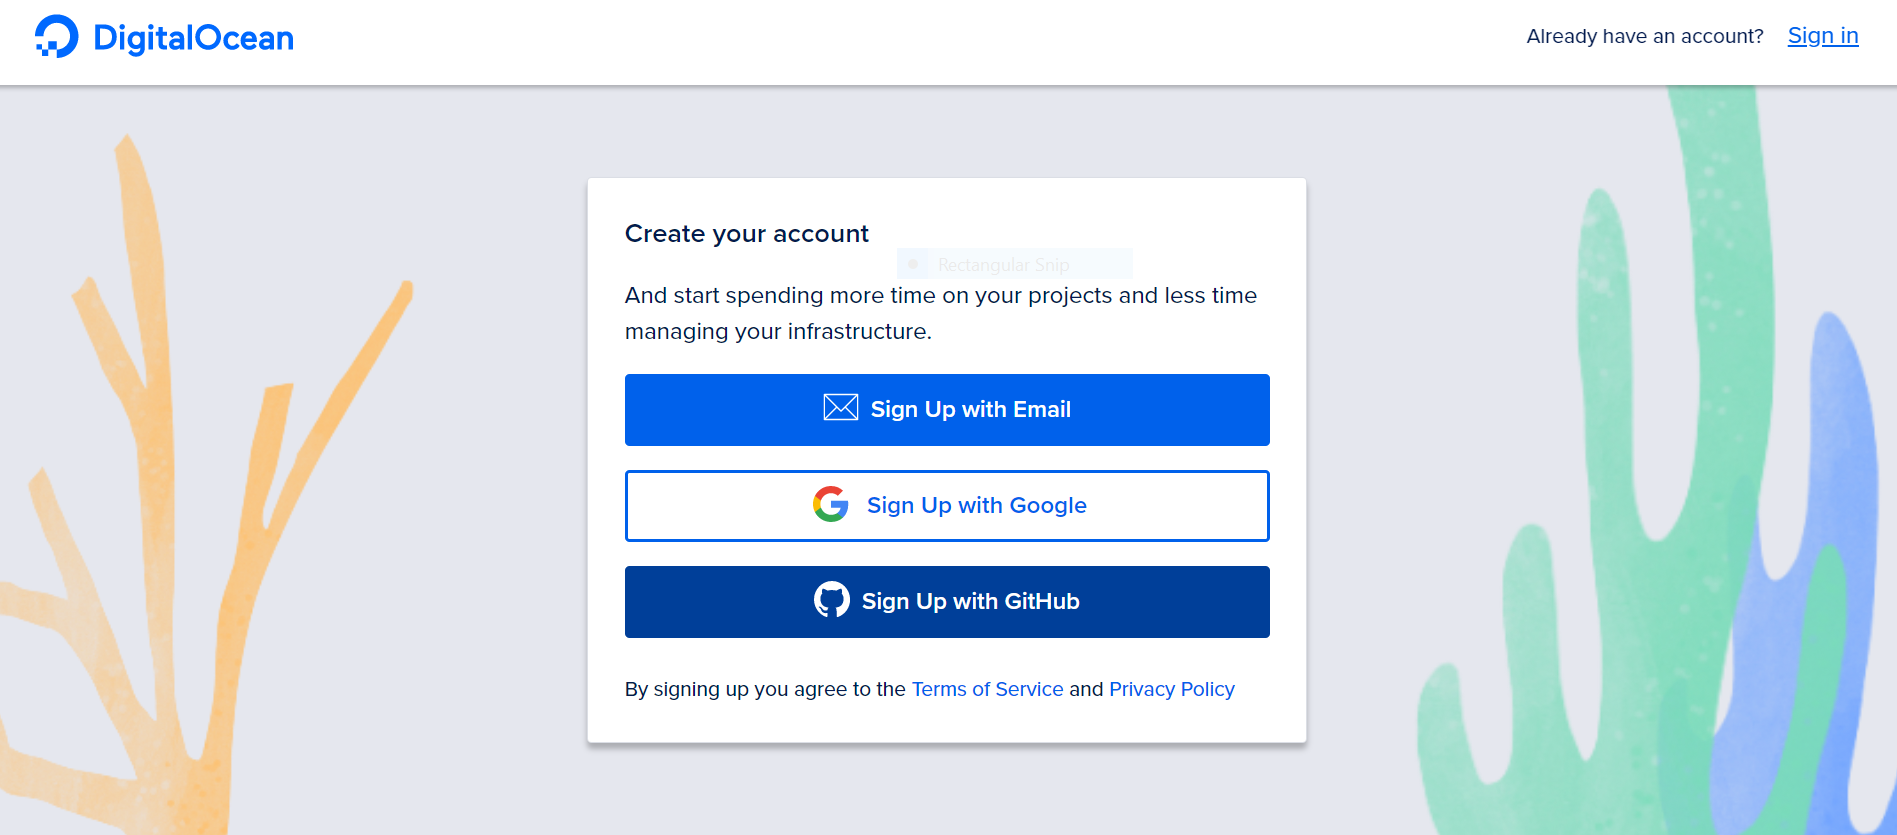 DigitalOcean
Already have an account? Sign in
Create your account
Rectangular Snip
And start spending more time on your projects and less time
managing your infrastructure.
Sign Up with Email
Sign Up with Google
Sign Up with GitHub
By signing up you agree to the Terms of Service and Privacy Policy